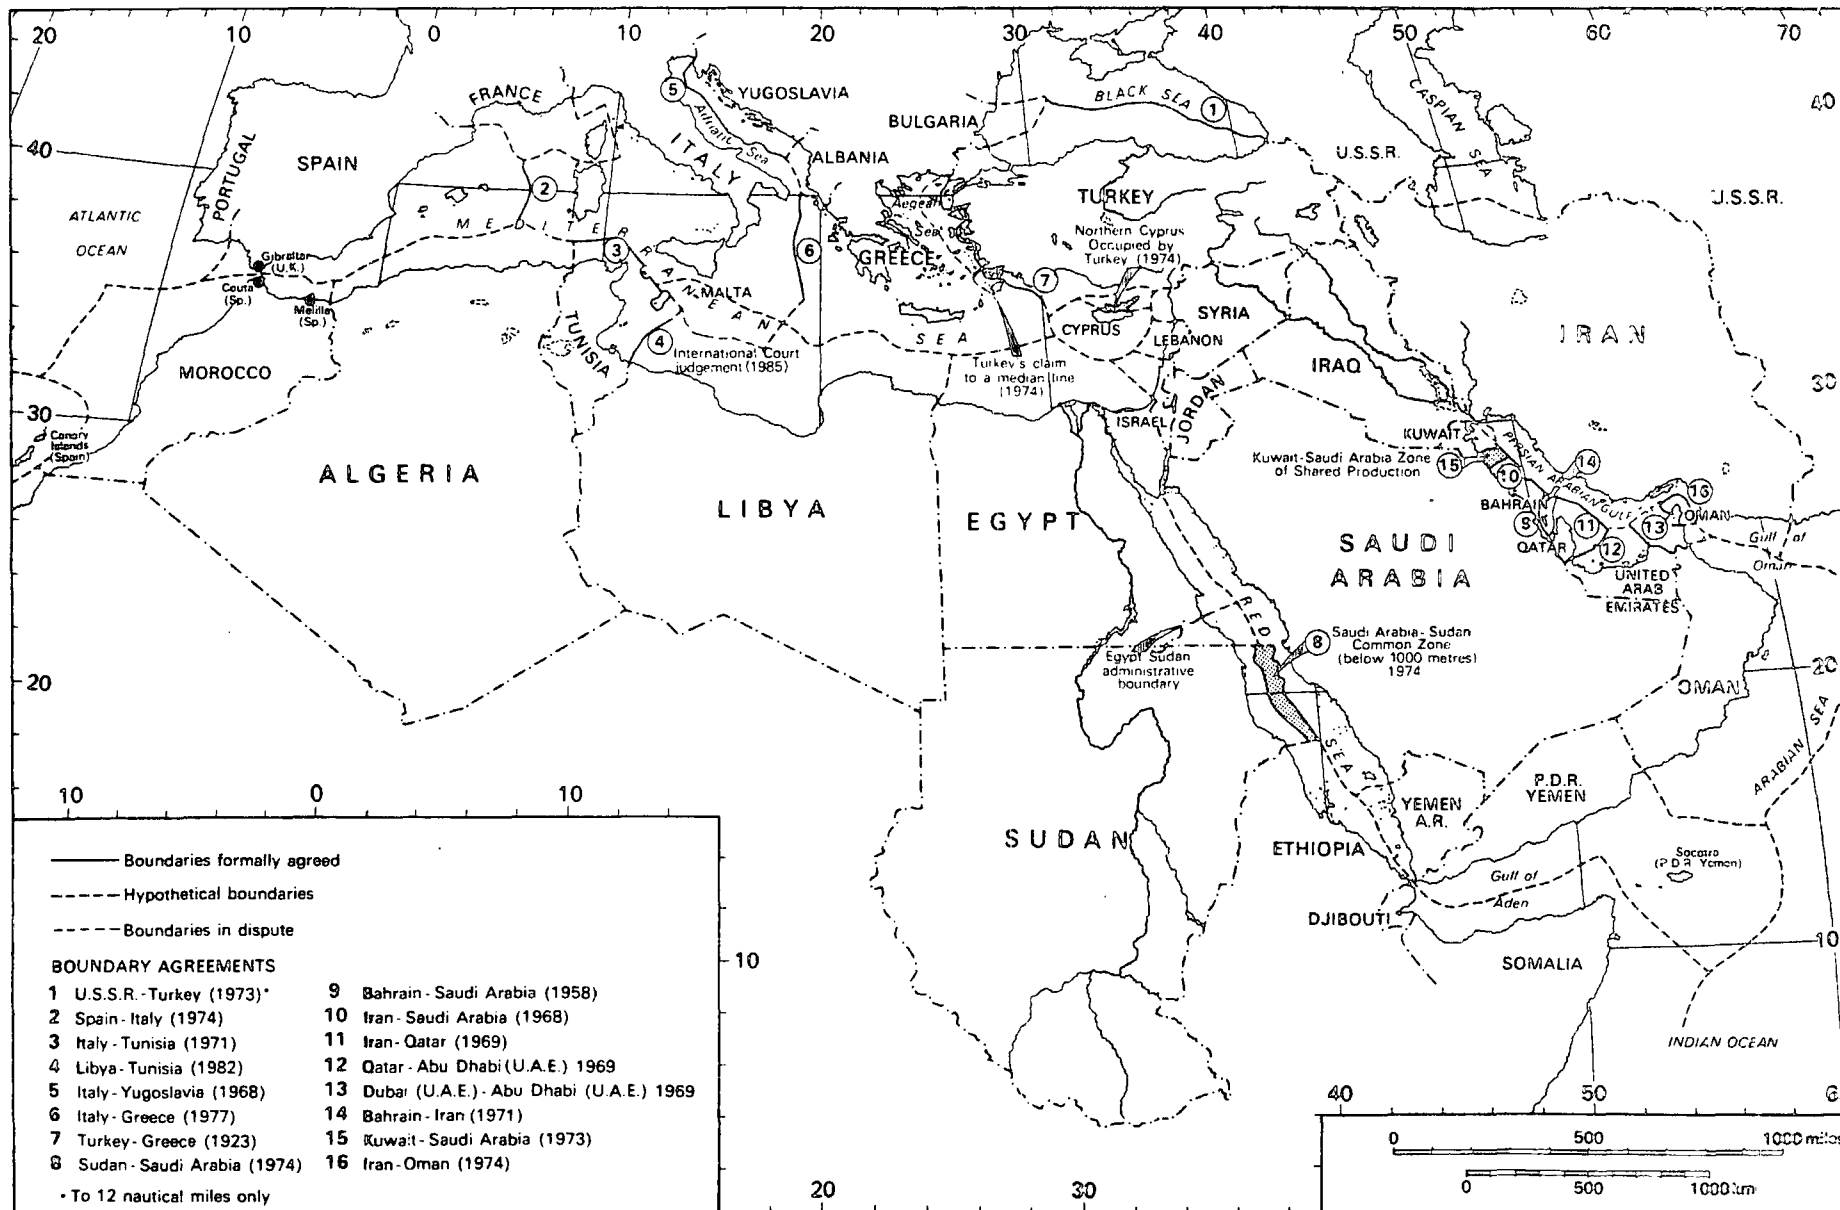 20 10 0 10 20 30 40 50 60 70
FRANCE
YUGOSLAVIA
BLACK SEA
1
CASPIAN SEA
40
5
Adriatic Sea
BULGARIA
ITALY
ALBANIA
40
PORTUGAL
SPAIN
U.S.S.R.
U.S.S.R.
2
TURKEY
Aegean
Sea
ATLANTIC
OCEAN
MEDITERRANEAN SEA
Northern Cyprus
Occupied by
Turkey (1974)
Gibraltar
(U.K.)
3
6
GREECE
7
Couta
(Sp.)
Melilla
(Sp.)
MALTA
SYRIA
CYPRUS
LEBANON
IRAN
TUNISIA
4
International Court
judgement (1985)
Turkey's claim
to a median line
(1974)
IRAQ
MOROCCO
30
30
ISRAEL
JORDAN
Canary
Islands
(Spain)
KUWAIT
PERSIAN ARABIAN GULF
Kuwait-Saudi Arabia Zone
of Shared Production
15
10
14
16
ALGERIA
LIBYA
EGYPT
BAHRAIN
9
QATAR
11
12
13
OMAN
Gulf of
Oman
SAUDI
ARABIA
UNITED
ARAB
EMIRATES
RED SEA
8
Saudi Arabia-Sudan
Common Zone
(below 1000 metres)
1974
Egypt Sudan
administrative
boundary
20
20
OMAN
ARABIAN SEA
P.D.R.
YEMEN
YEMEN
A.R.
10 0 10
SUDAN
ETHIOPIA
Socotra
(P.D.R. Yemen)
Gulf of
Aden
DJIBOUTI
10
10
SOMALIA
INDIAN OCEAN
Boundaries formally agreed
Hypothetical boundaries
Boundaries in dispute
BOUNDARY AGREEMENTS
1 U.S.S.R.-Turkey (1973)•
2 Spain-Italy (1974)
3 Italy-Tunisia (1971)
4 Libya-Tunisia (1982)
5 Italy-Yugoslavia (1968)
6 Italy-Greece (1977)
7 Turkey-Greece (1923)
8 Sudan-Saudi Arabia (1974)
9 Bahrain-Saudi Arabia (1958)
10 Iran-Saudi Arabia (1968)
11 Iran-Qatar (1969)
12 Qatar-Abu Dhabi (U.A.E.) 1969
13 Dubai (U.A.E.)-Abu Dhabi (U.A.E.) 1969
14 Bahrain-Iran (1971)
15 Kuwait-Saudi Arabia (1973)
16 Iran-Oman (1974)
• To 12 nautical miles only
20 30
40 50 6
0 500 1000 miles
0 500 1000 km